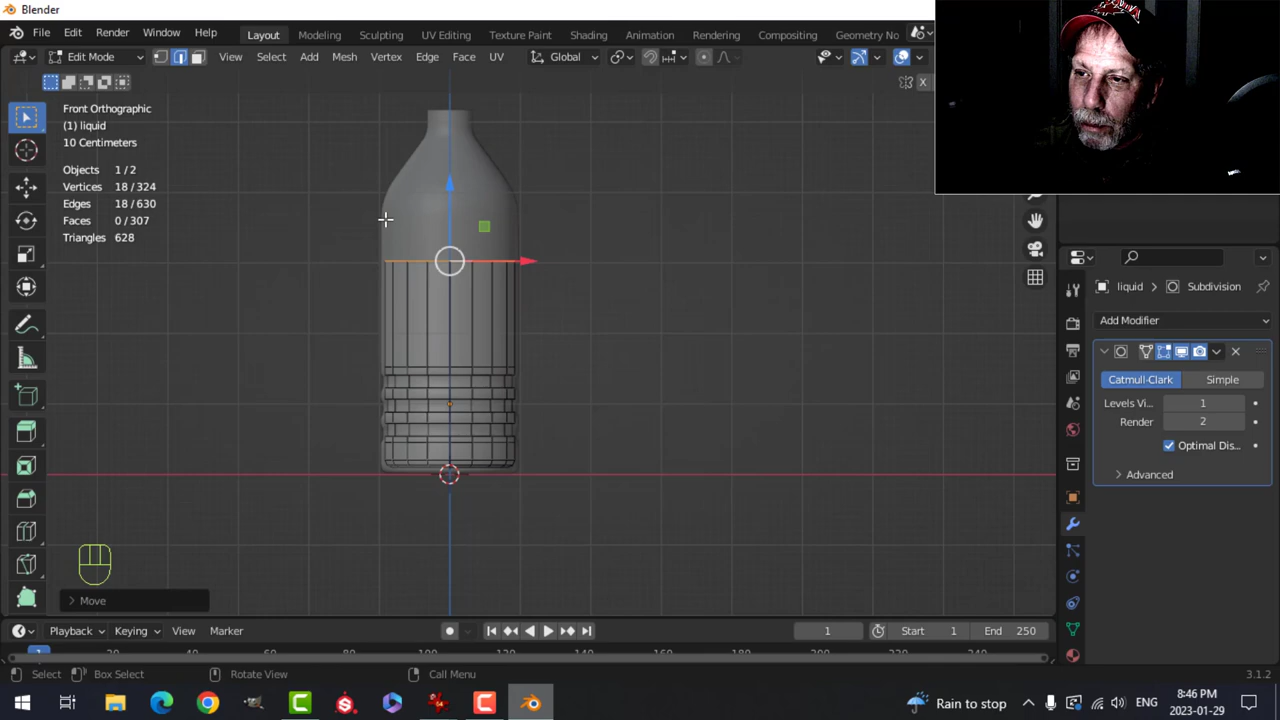 Blender
File Edit Render Window Help Layout Modeling Sculpting UV Editing Texture Paint Shading Animation Rendering Compositing Geometry No
Edit Mode View Select Add Mesh Vertex Edge Face UV Global
X
Front Orthographic
(1) liquid
10 Centimeters
Objects 1 / 2
Vertices 18 / 324
Edges 18 / 630
Faces 0 / 307
Triangles 628
liquid > Subdivision
Add Modifier
Catmull-Clark Simple
Levels Vi... 1
Render 2
Optimal Dis...
> Advanced
> Move
Playback Keying View Marker 1 Start 1 End 250
Select Box Select Rotate View Call Menu 3.1.2
Rain to stop ENG 8:46 PM
2023-01-29